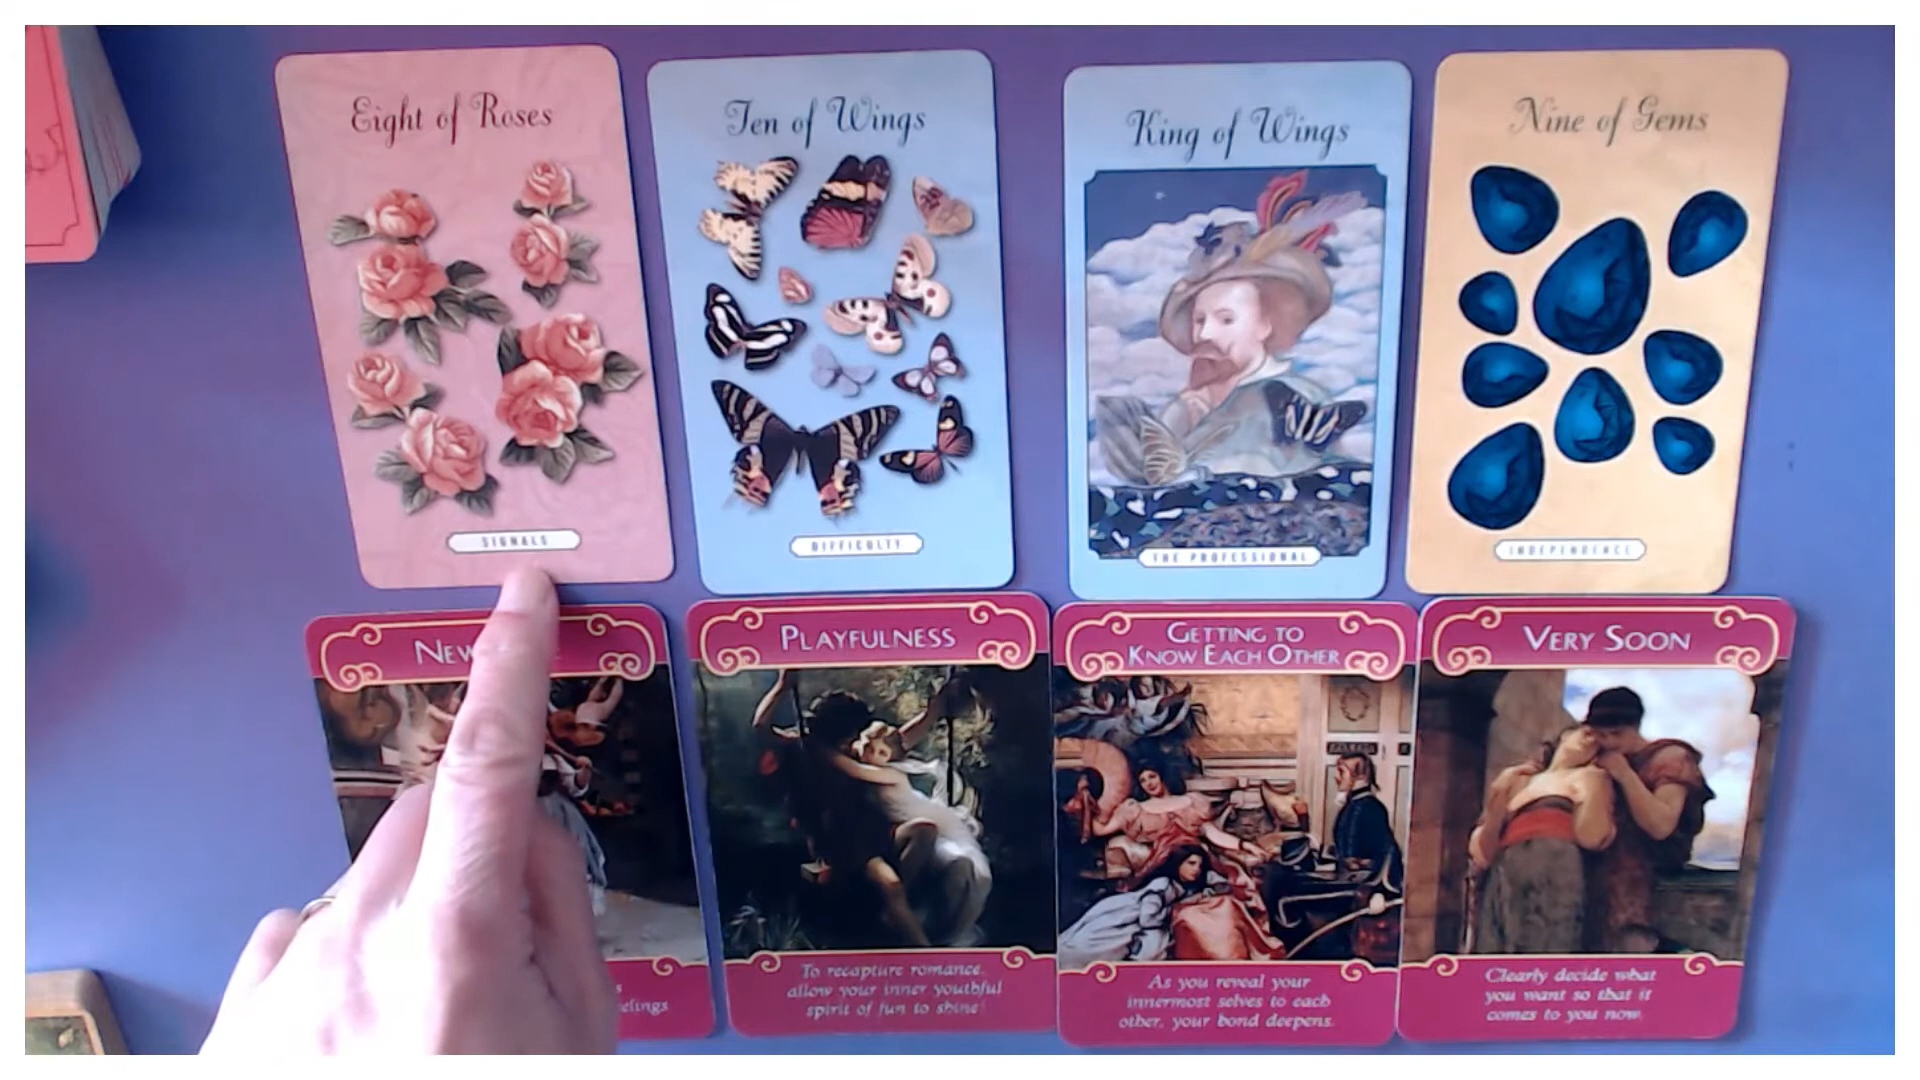 Eight of Roses
SIGNALS
Ten of Wings
DIFFICULTY
King of Wings
THE PROFESSIONAL
Nine of Gems
INDEPENDENCE
NEW
elings
PLAYFULNESS
To recapture romance,
allow your inner youthful
spirit of fun to shine!
GETTING TO
KNOW EACH OTHER
As you reveal your
innermost selves to each
other, your bond deepens.
VERY SOON
Clearly decide what
you want so that it
comes to you now.